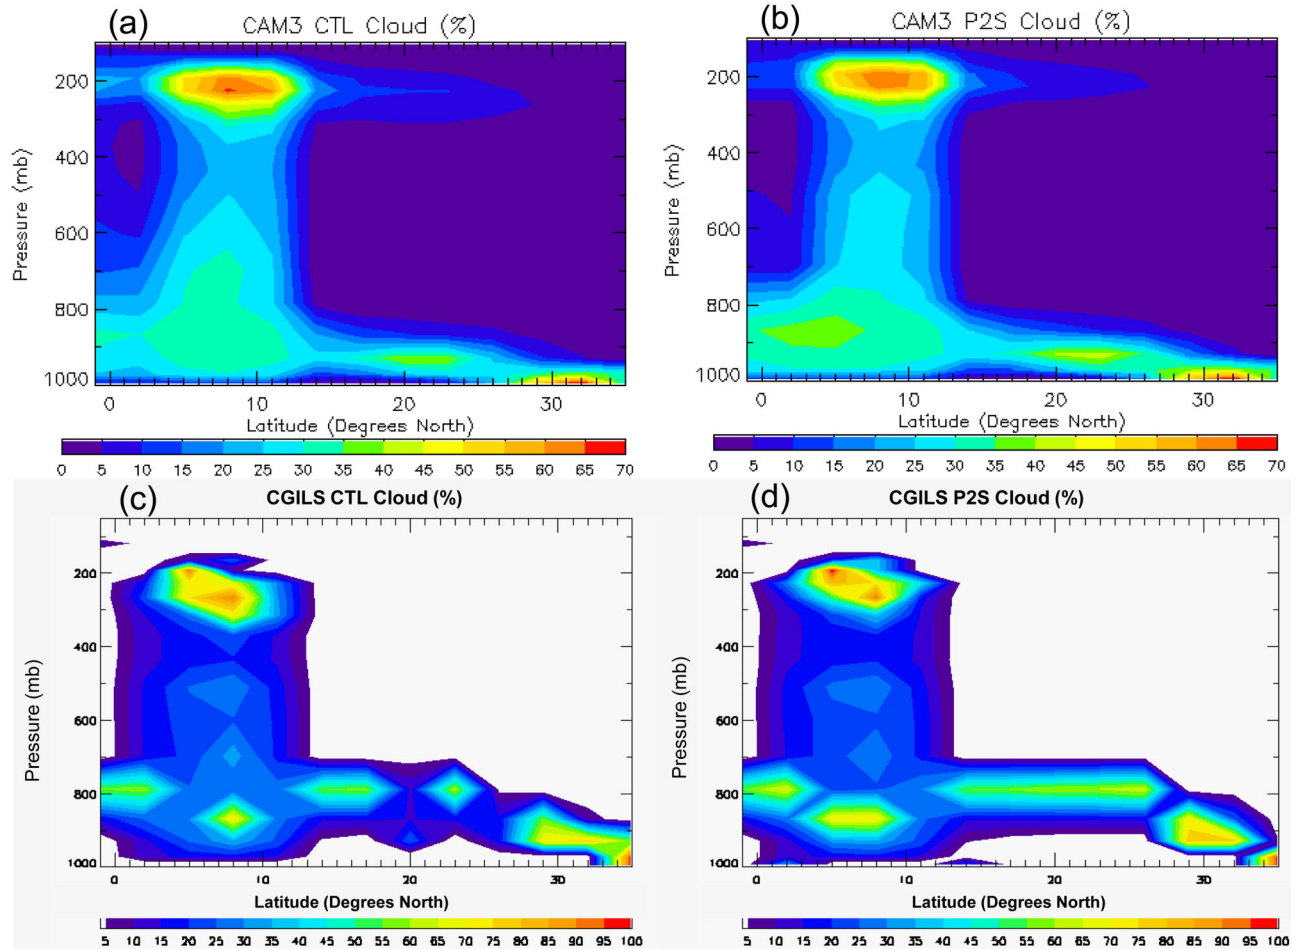 (a) CAM3 CTL Cloud (%)
200
400
600
800
1000
Pressure (mb)
0 10 20 30
Latitude (Degrees North)
0 5 10 15 20 25 30 35 40 45 50 55 60 65 70
(b) CAM3 P2S Cloud (%)
200
400
600
800
1000
Pressure (mb)
0 10 20 30
Latitude (Degrees North)
0 5 10 15 20 25 30 35 40 45 50 55 60 65 70
(c) CGILS CTL Cloud (%)
200
400
600
800
1000
Pressure (mb)
0 10 20 30
Latitude (Degrees North)
5 10 15 20 25 30 35 40 45 50 55 60 65 70 75 80 85 90 95 100
(d) CGILS P2S Cloud (%)
200
400
600
800
1000
Pressure (mb)
0 10 20 30
Latitude (Degrees North)
5 10 15 20 25 30 35 40 45 50 55 60 65 70 75 80 85 90 95 100